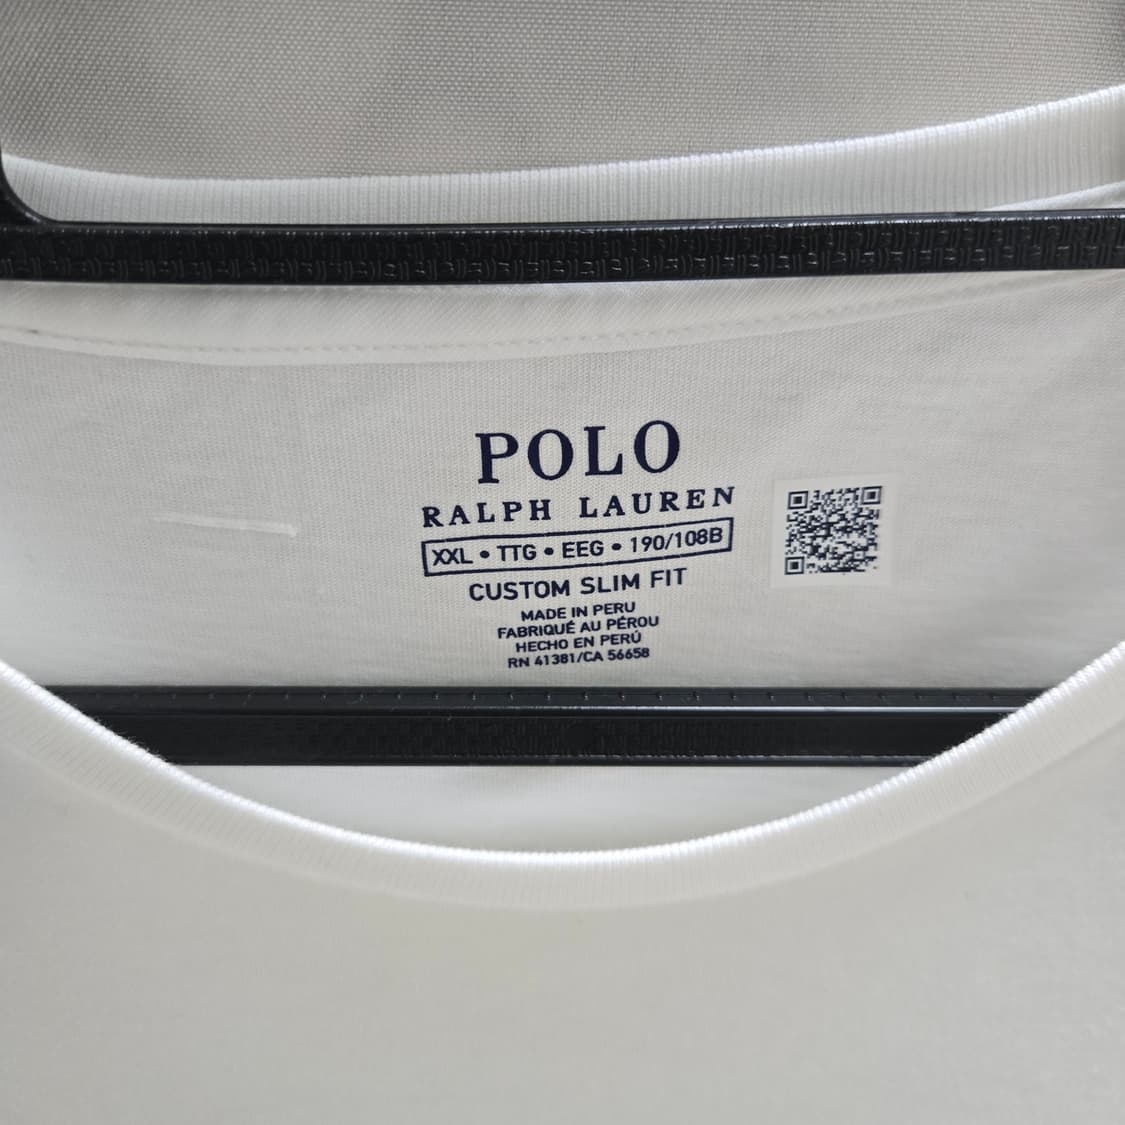 POLO
RALPH LAUREN
XXL • TTG • EEG • 190/108B
CUSTOM SLIM FIT
MADE IN PERU
FABRIQUÉ AU PÉROU
HECHO EN PERÚ
RN 41381/CA 56658